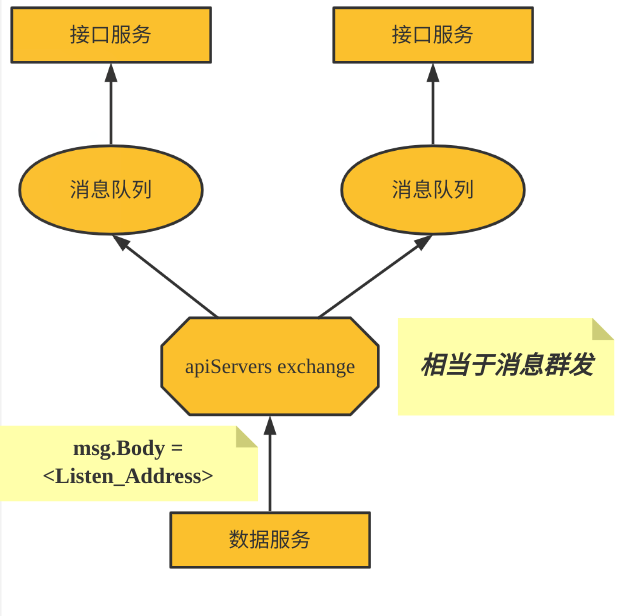 接口服务
接口服务
消息队列
消息队列
apiServers exchange
相当于消息群发
msg.Body =
<Listen_Address>
数据服务